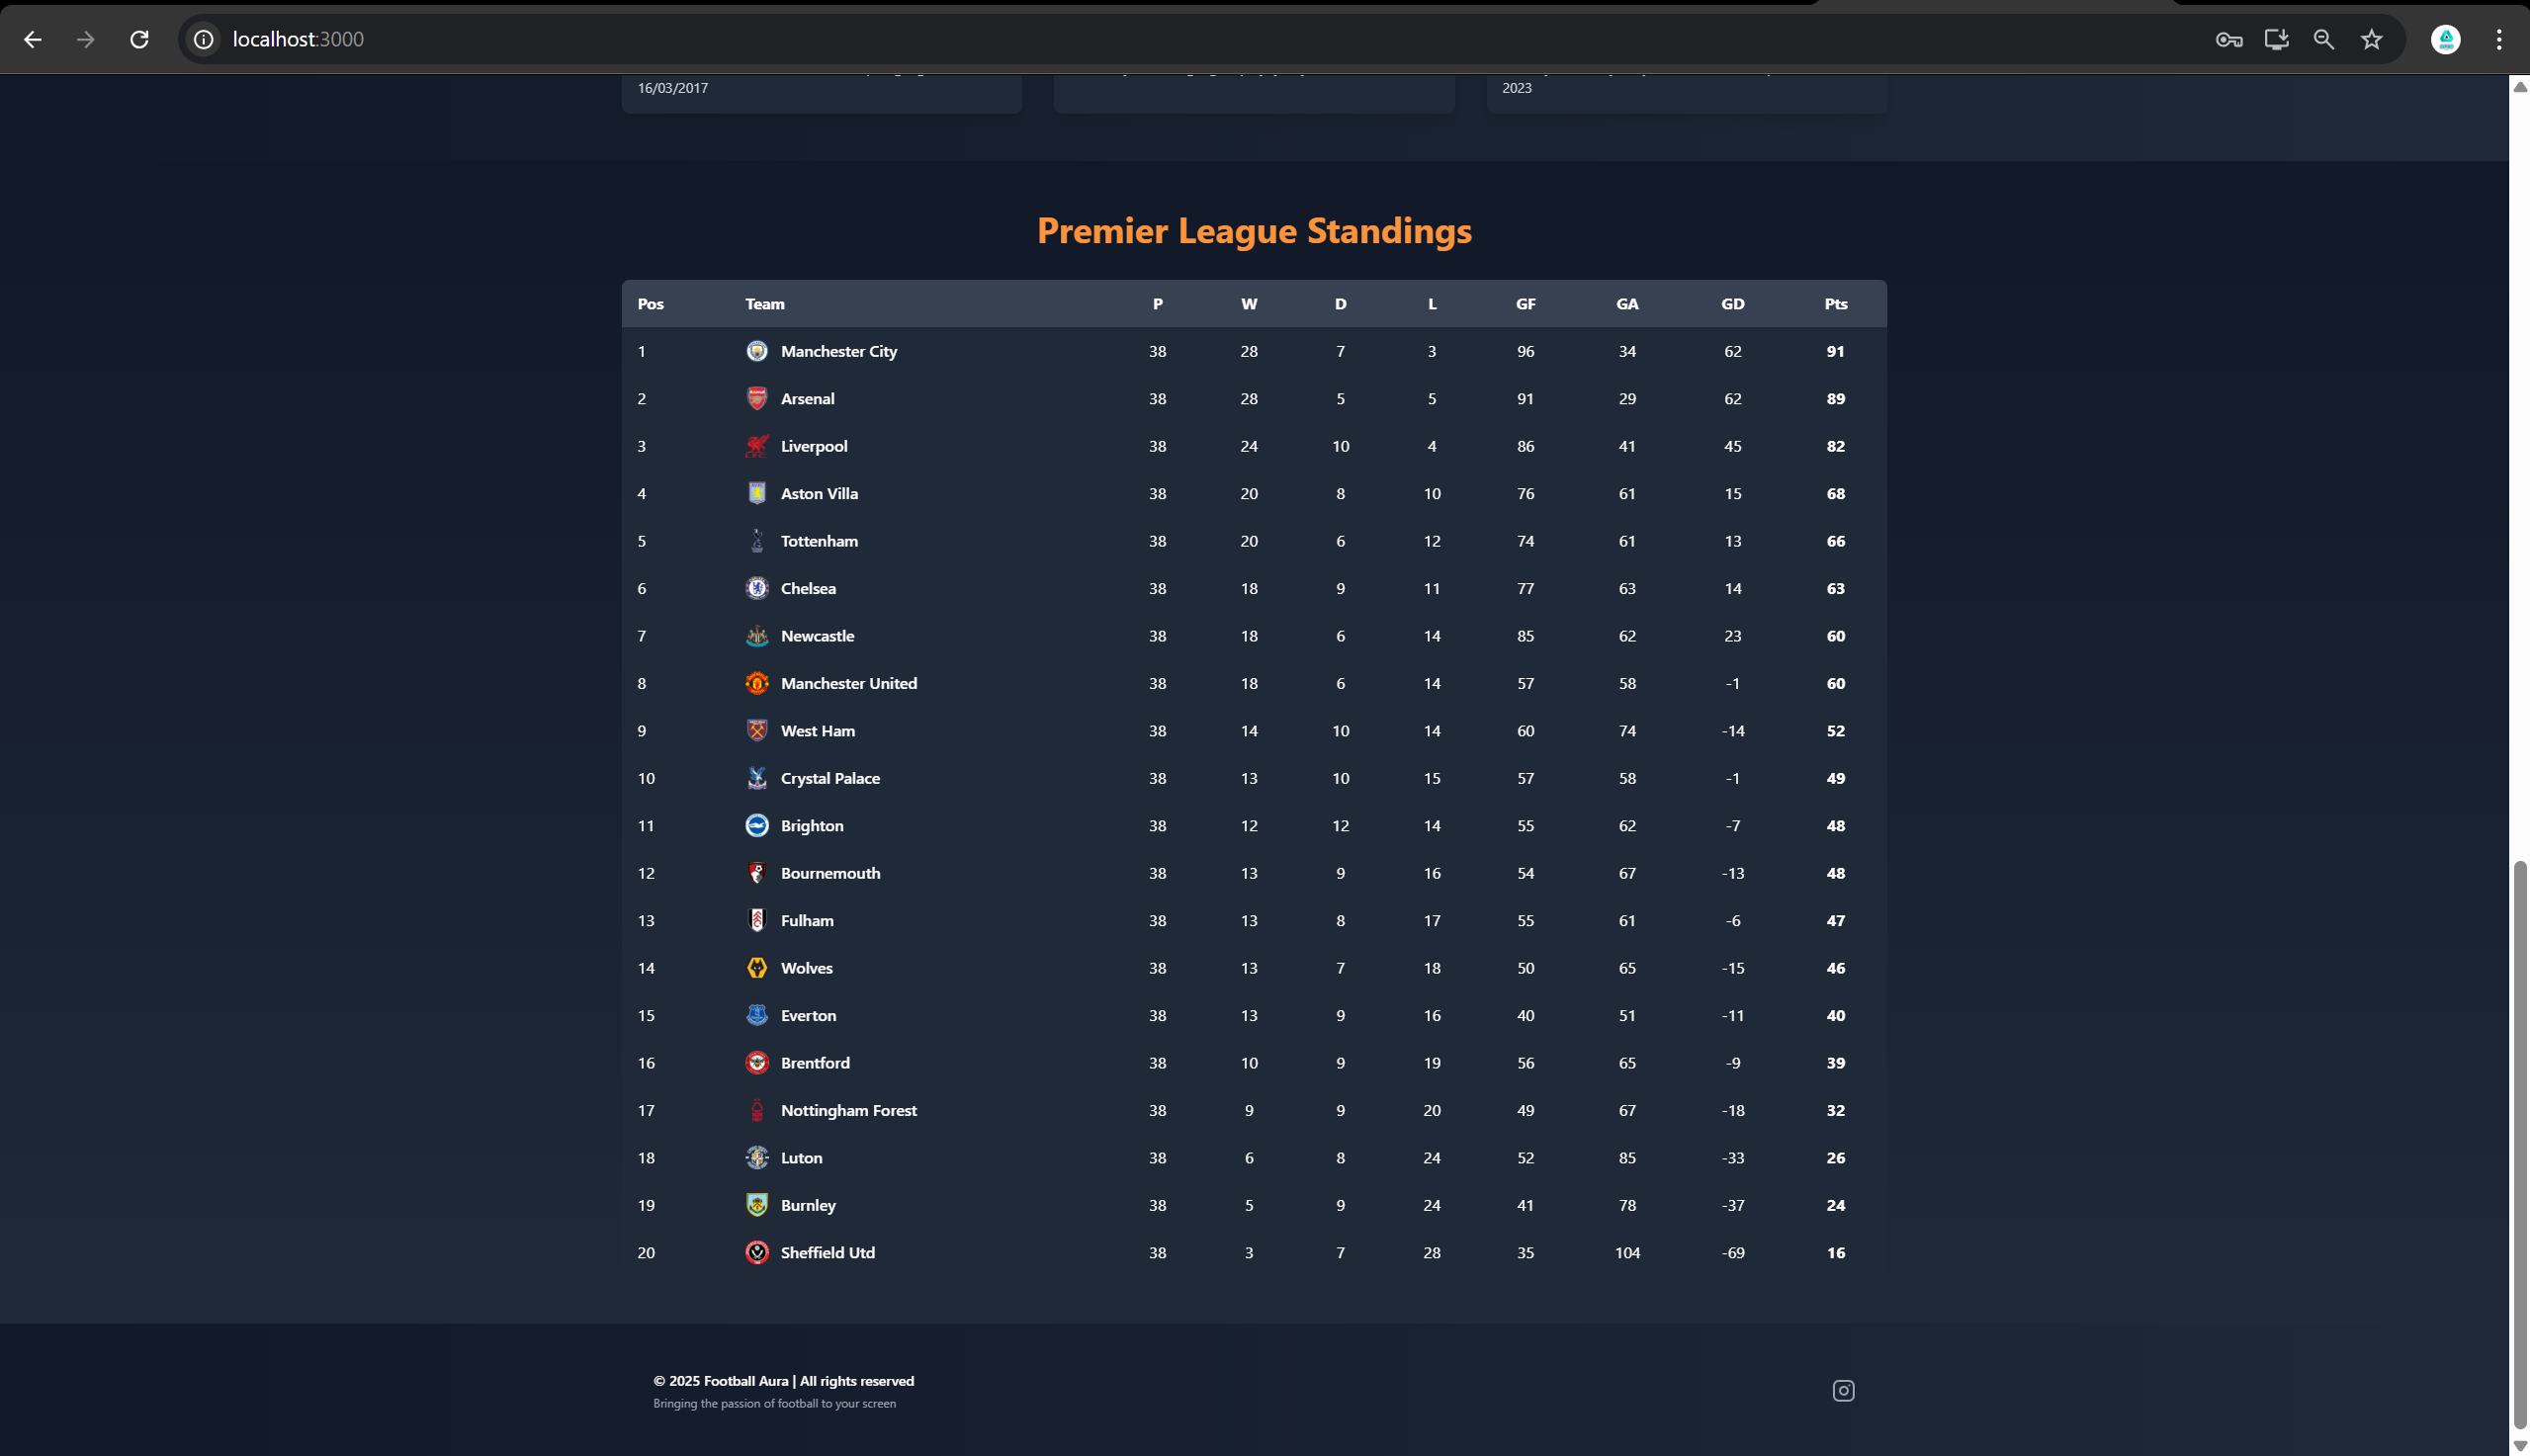 localhost:3000
16/03/2017
2023
Premier League Standings
Pos Team P W D L GF GA GD Pts
1 Manchester City 38 28 7 3 96 34 62 91
2 Arsenal 38 28 5 5 91 29 62 89
3 Liverpool 38 24 10 4 86 41 45 82
4 Aston Villa 38 20 8 10 76 61 15 68
5 Tottenham 38 20 6 12 74 61 13 66
6 Chelsea 38 18 9 11 77 63 14 63
7 Newcastle 38 18 6 14 85 62 23 60
8 Manchester United 38 18 6 14 57 58 -1 60
9 West Ham 38 14 10 14 60 74 -14 52
10 Crystal Palace 38 13 10 15 57 58 -1 49
11 Brighton 38 12 12 14 55 62 -7 48
12 Bournemouth 38 13 9 16 54 67 -13 48
13 Fulham 38 13 8 17 55 61 -6 47
14 Wolves 38 13 7 18 50 65 -15 46
15 Everton 38 13 9 16 40 51 -11 40
16 Brentford 38 10 9 19 56 65 -9 39
17 Nottingham Forest 38 9 9 20 49 67 -18 32
18 Luton 38 6 8 24 52 85 -33 26
19 Burnley 38 5 9 24 41 78 -37 24
20 Sheffield Utd 38 3 7 28 35 104 -69 16
© 2025 Football Aura | All rights reserved
Bringing the passion of football to your screen